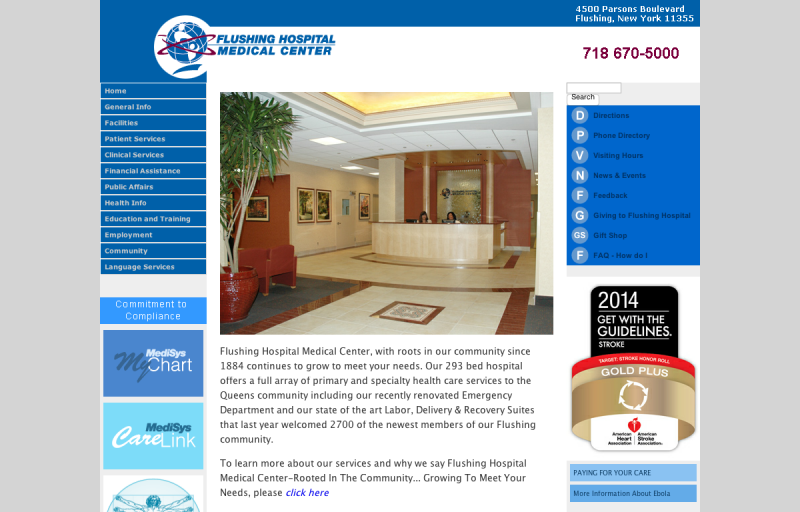 4500 Parsons Boulevard
Flushing, New York 11355
FLUSHING HOSPITAL
MEDICAL CENTER
718 670-5000
Home
General Info
Facilities
Patient Services
Clinical Services
Financial Assistance
Public Affairs
Health Info
Education and Training
Employment
Community
Language Services
Commitment to
Compliance
MediSys
MyChart
MediSys
CareLink
Flushing Hospital Medical Center, with roots in our community since
1884 continues to grow to meet your needs. Our 293 bed hospital
offers a full array of primary and specialty health care services to the
Queens community including our recently renovated Emergency
Department and our state of the art Labor, Delivery & Recovery Suites
that last year welcomed 2700 of the newest members of our Flushing
community.
To learn more about our services and why we say Flushing Hospital
Medical Center-Rooted In The Community... Growing To Meet Your
Needs, please click here
Search
D Directions
P Phone Directory
V Visiting Hours
N News & Events
F Feedback
G Giving to Flushing Hospital
GS Gift Shop
F FAQ - How do I
2014
GET WITH THE
GUIDELINES.
STROKE
TARGET: STROKE HONOR ROLL
GOLD PLUS
American Heart Association
American Stroke Association
PAYING FOR YOUR CARE
More Information About Ebola